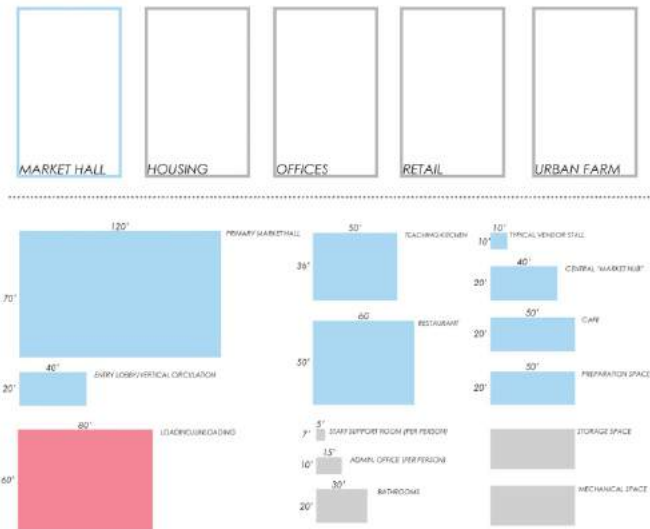 MARKET HALL
HOUSING
OFFICES
RETAIL
URBAN FARM
120'
PRIMARY MARKET HALL
70'
50'
TEACHING KITCHEN
36'
10'
TYPICAL VENDOR STALL
10'
40'
CENTRAL "MARKET HUB"
20'
40'
ENTRY LOBBY/VERTICAL CIRCULATION
20'
60
RESTAURANT
50'
50'
CAFE
20'
50'
PREPARATION SPACE
20'
80'
LOADING/UNLOADING
60'
5'
STAFF SUPPORT ROOM (PER PERSON)
7'
15'
ADMIN. OFFICE (PER PERSON)
10'
30'
BATHROOMS
20'
STORAGE SPACE
MECHANICAL SPACE